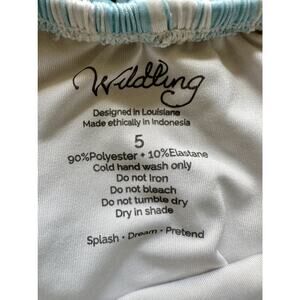 Wildling
Designed in Louisiane
Made ethically in Indonesia
5
90%Polyester + 10%Elastane
Cold hand wash only
Do not Iron
Do not bleach
Do not tumble dry
Dry in shade
Splash • Dream • Pretend